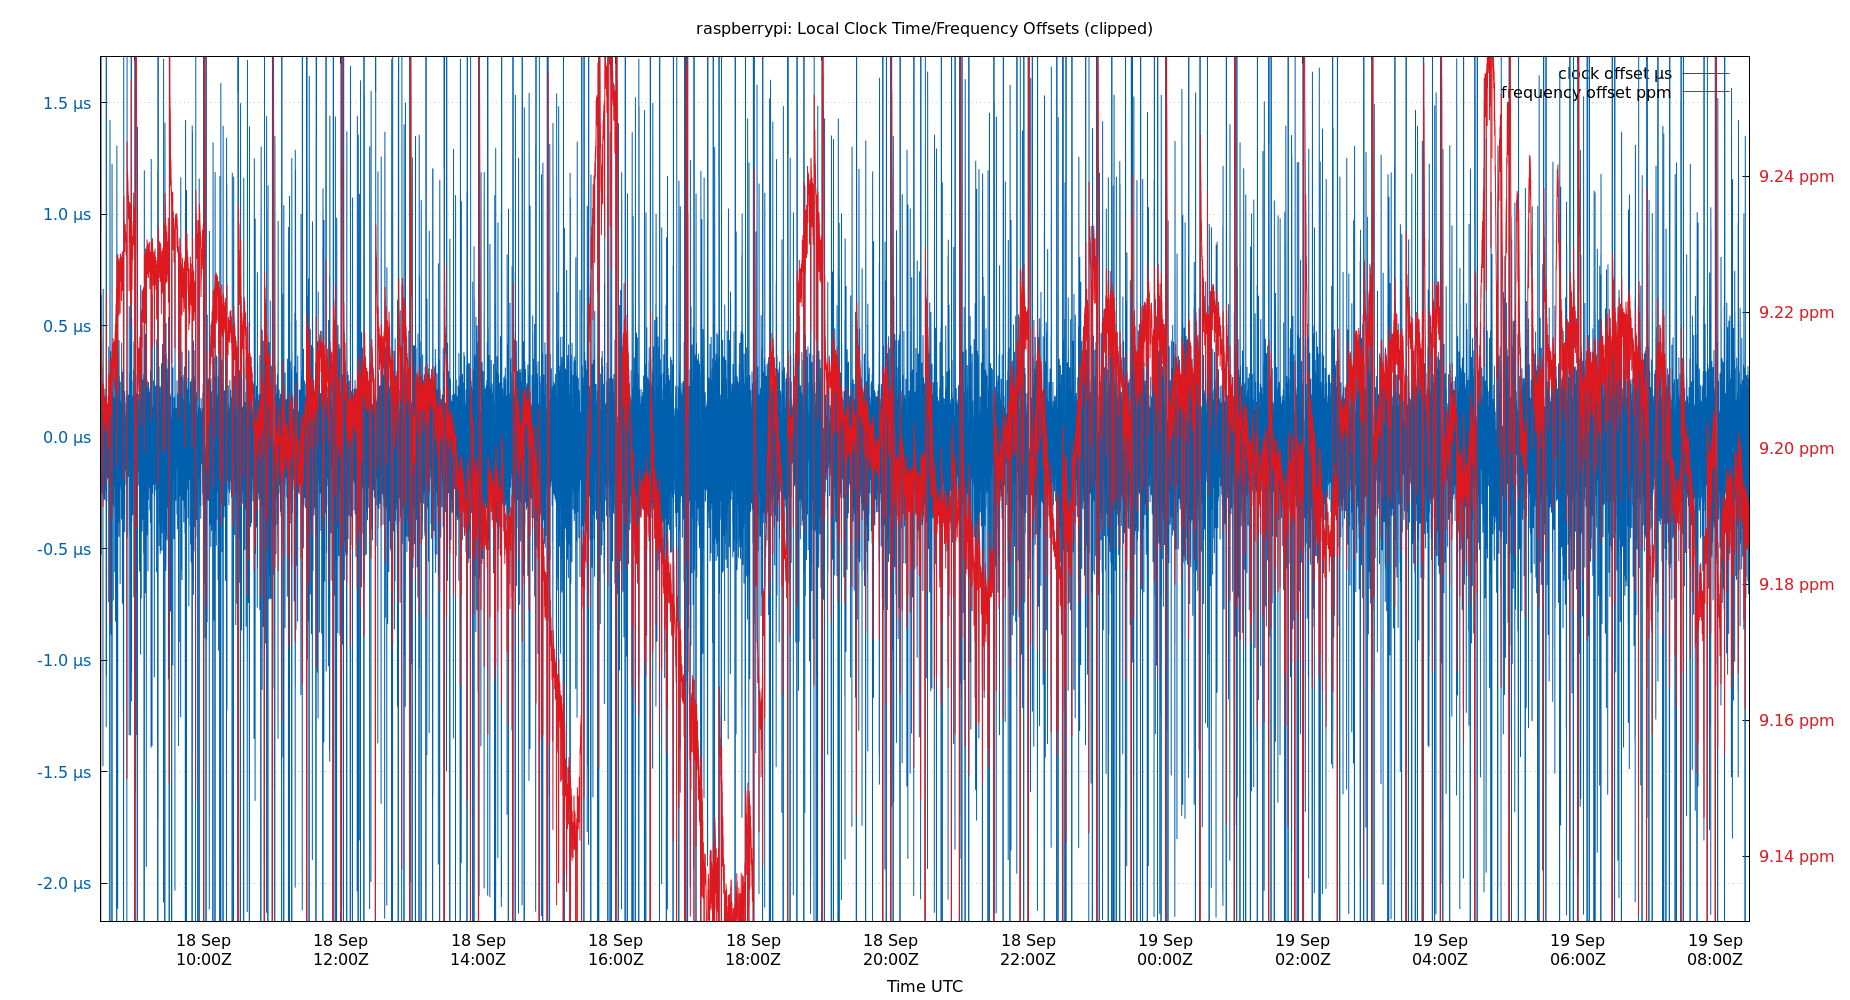 raspberrypi: Local Clock Time/Frequency Offsets (clipped)
clock offset µs
frequency offset ppm
1.5 µs
1.0 µs
0.5 µs
0.0 µs
-0.5 µs
-1.0 µs
-1.5 µs
-2.0 µs
9.24 ppm
9.22 ppm
9.20 ppm
9.18 ppm
9.16 ppm
9.14 ppm
18 Sep 18 Sep 18 Sep 18 Sep 18 Sep 18 Sep 18 Sep 19 Sep 19 Sep 19 Sep 19 Sep 19 Sep
10:00Z 12:00Z 14:00Z 16:00Z 18:00Z 20:00Z 22:00Z 00:00Z 02:00Z 04:00Z 06:00Z 08:00Z
Time UTC